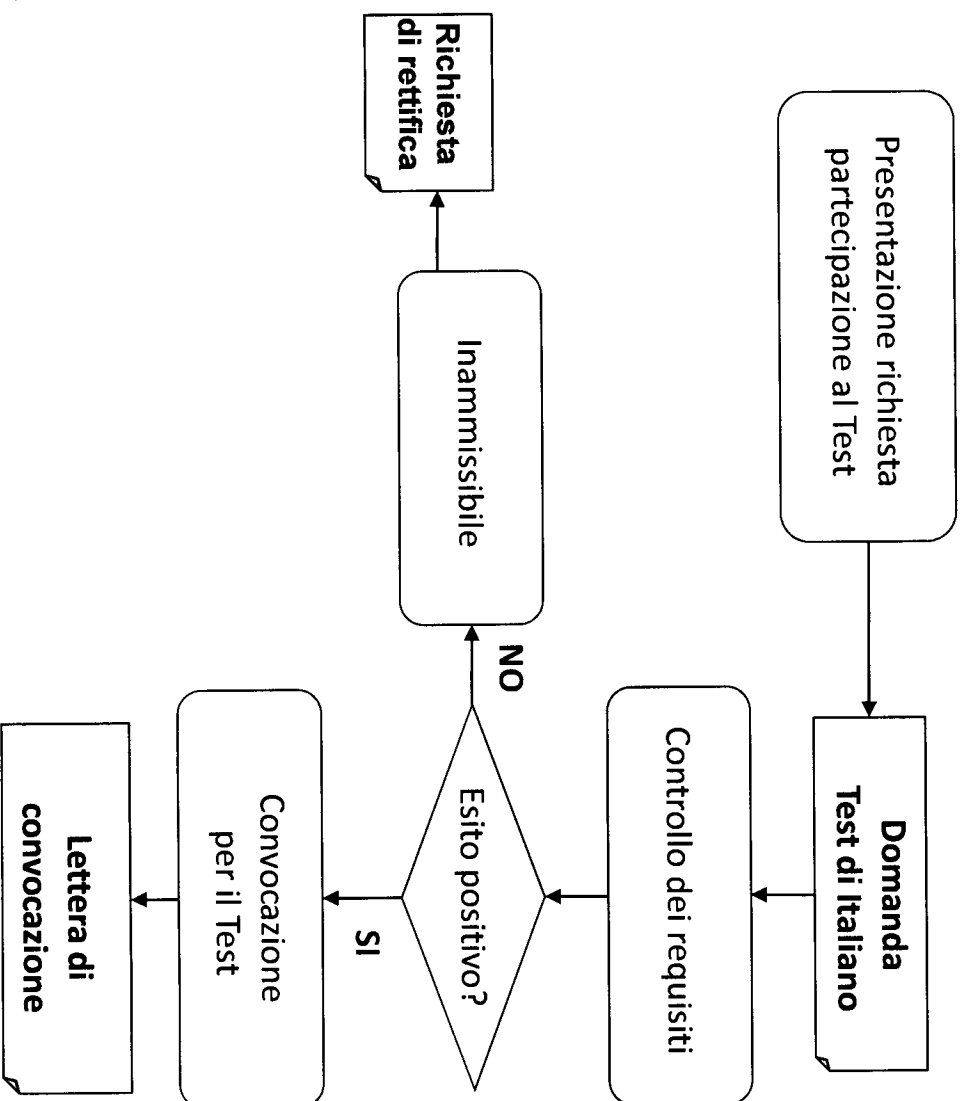 Presentazione richiesta
partecipazione al Test
Domanda
Test di Italiano
Controllo dei requisiti
Esito positivo?
NO
Inammissibile
Richiesta
di rettifica
SI
Convocazione
per il Test
Lettera di
convocazione